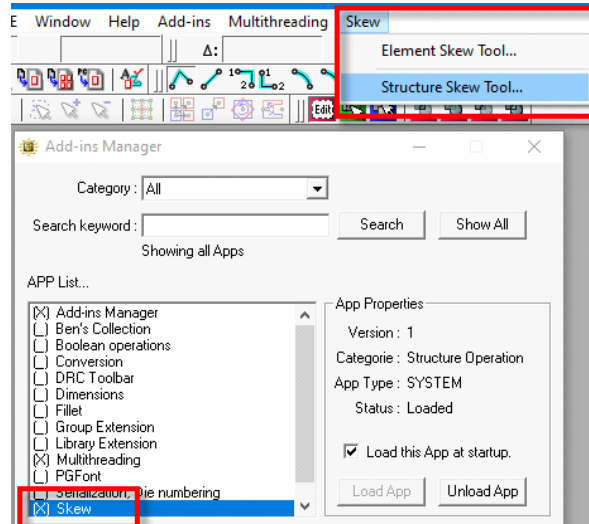 E Window Help Add-ins Multithreading Skew
Δ:
Element Skew Tool...
Structure Skew Tool...
Edit
Add-ins Manager
Category : All
Search keyword :
Search
Show All
Showing all Apps
APP List...
(X) Add-ins Manager
(_) Ben's Collection
(_) Boolean operations
(_) Conversion
(_) DRC Toolbar
(_) Dimensions
(_) Fillet
(_) Group Extension
(_) Library Extension
(X) Multithreading
(_) PGFont
(_) Serialization, Die numbering
(X) Skew
App Properties
Version : 1
Categorie : Structure Operation
App Type : SYSTEM
Status : Loaded
Load this App at startup.
Load App
Unload App